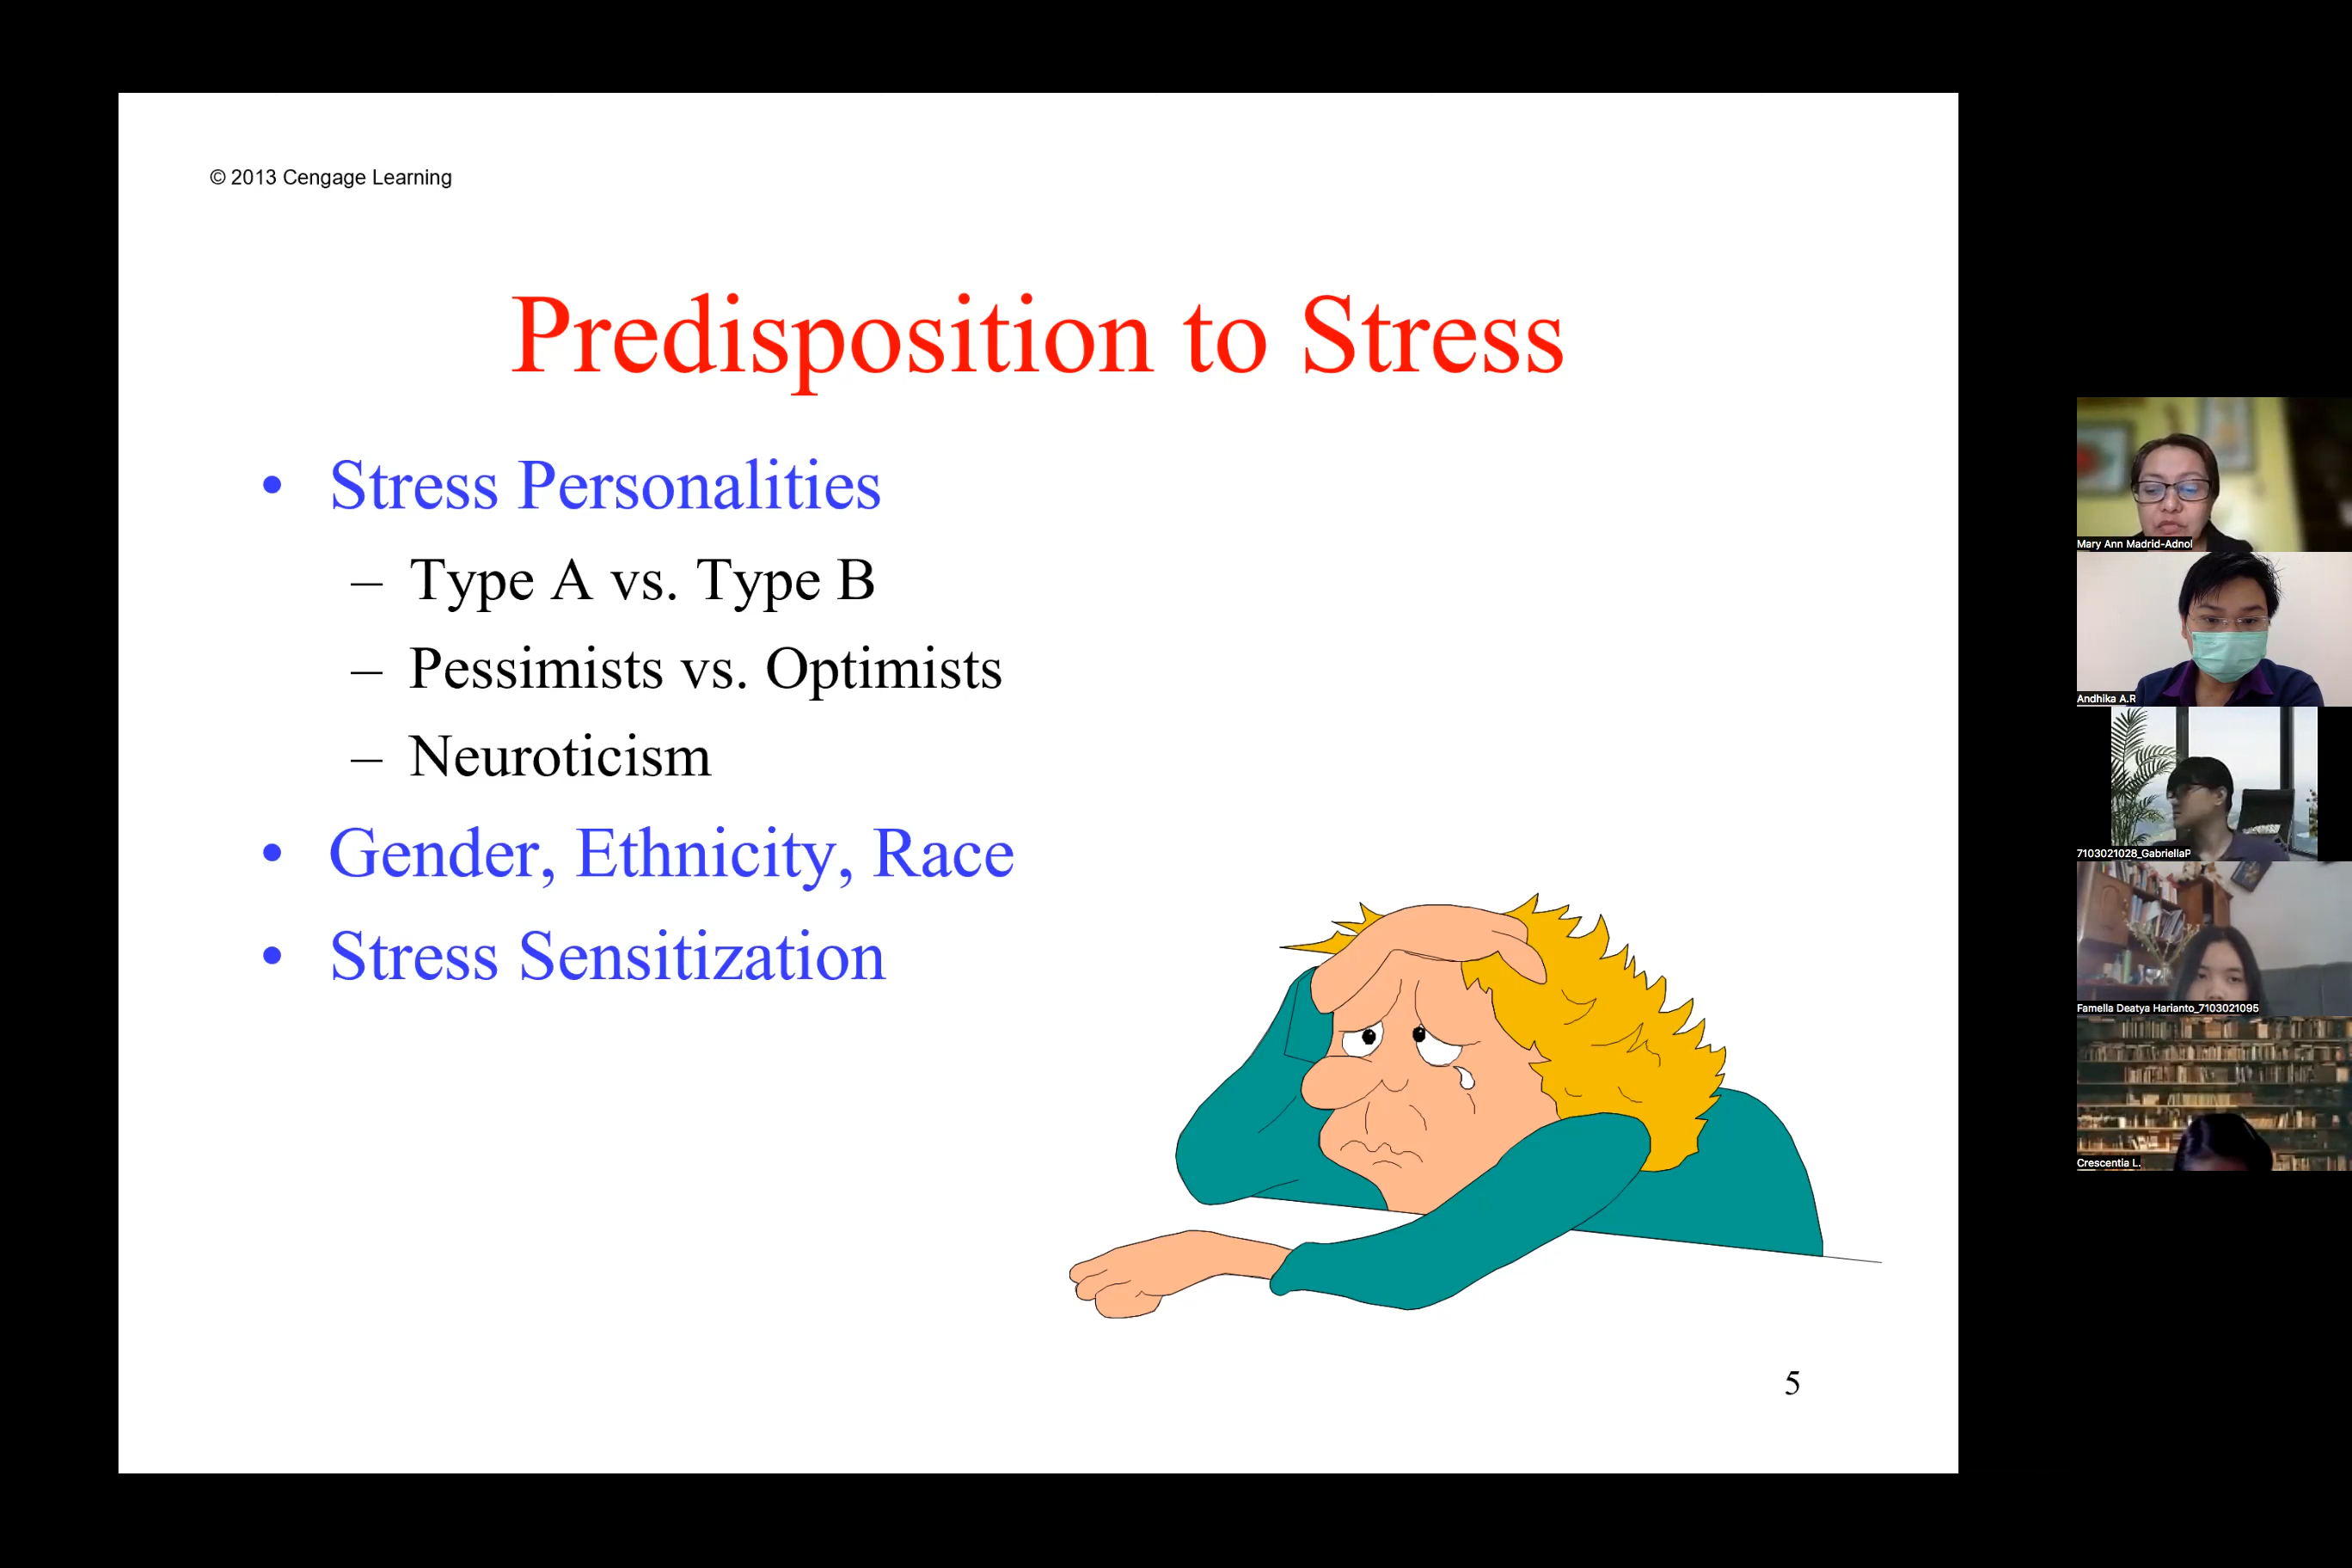 © 2013 Cengage Learning
Predisposition to Stress
• Stress Personalities
– Type A vs. Type B
– Pessimists vs. Optimists
– Neuroticism
• Gender, Ethnicity, Race
• Stress Sensitization
5
Mary Ann Madrid-Adnol
Andhika A.R
7103021028_GabriellaP
Famella Deatya Harianto_7103021095
Crescentia L.